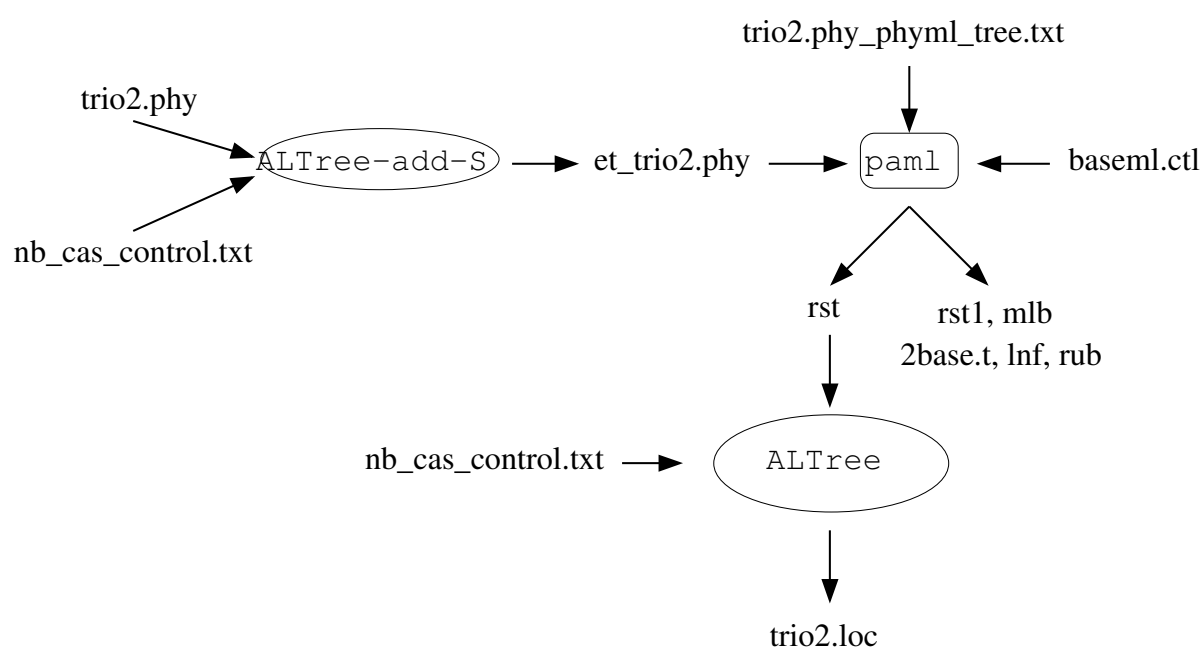 trio2.phy_phyml_tree.txt
trio2.phy
ALTree-add-S
et_trio2.phy
paml
baseml.ctl
nb_cas_control.txt
rst
rst1, mlb
2base.t, lnf, rub
nb_cas_control.txt
ALTree
trio2.loc